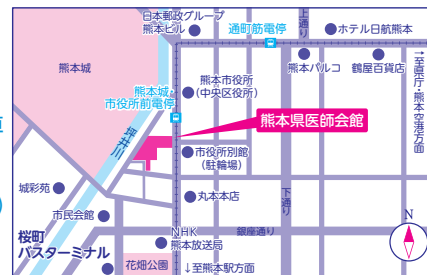 日本郵政グループ
熊本ビル
通町筋電停
上通り
ホテル日航熊本
熊本城
熊本パルコ
鶴屋百貨店
→至県庁・熊本空港方面
熊本市役所
(中央区役所)
熊本城
市役所前電停
熊本県医師会館
坪井川
市役所別館
(駐輪場)
城彩苑
丸本本店
下通り
市民会館
NHK
熊本放送局
銀座通り
桜町
バスターミナル
花畑公園
↓至熊本駅方面
N